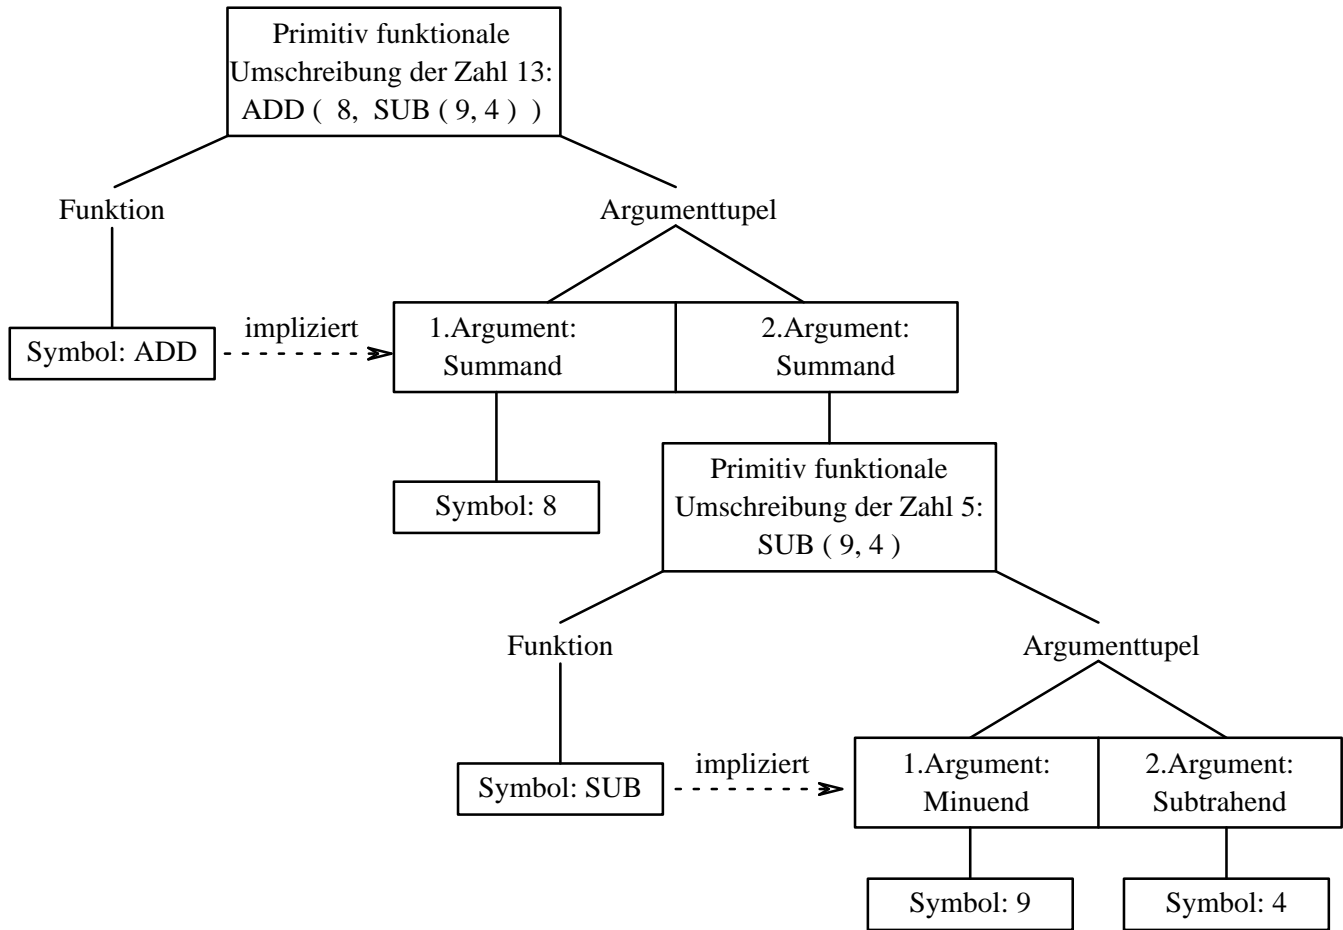 Primitiv funktionale
Umschreibung der Zahl 13:
ADD ( 8, SUB ( 9, 4 ) )
Funktion
Argumenttupel
Symbol: ADD
impliziert
1.Argument:
Summand
2.Argument:
Summand
Symbol: 8
Primitiv funktionale
Umschreibung der Zahl 5:
SUB ( 9, 4 )
Funktion
Argumenttupel
Symbol: SUB
impliziert
1.Argument:
Minuend
2.Argument:
Subtrahend
Symbol: 9
Symbol: 4